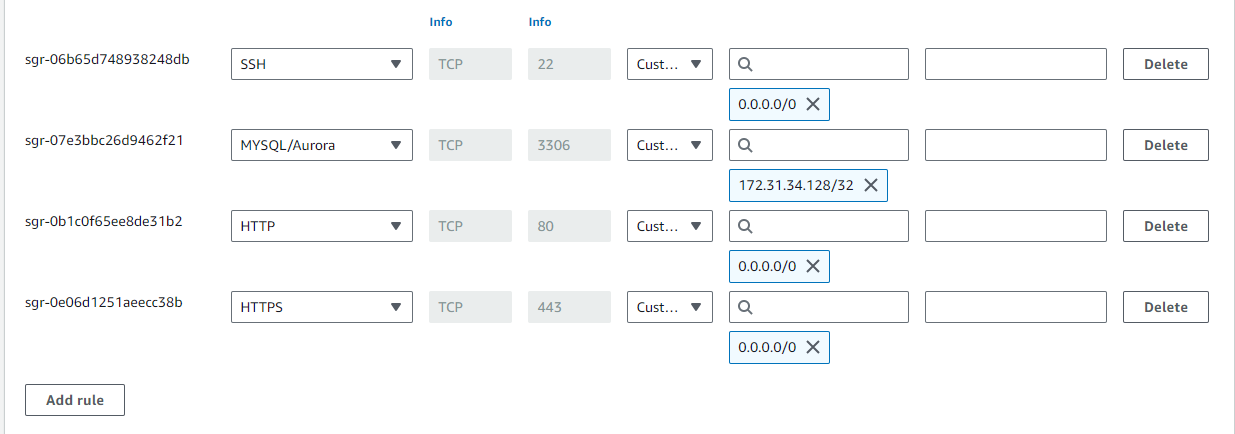 Info Info
sgr-06b65d748938248db SSH TCP 22 Cust... Delete
0.0.0.0/0
sgr-07e3bbc26d9462f21 MYSQL/Aurora TCP 3306 Cust... Delete
172.31.34.128/32
sgr-0b1c0f65ee8de31b2 HTTP TCP 80 Cust... Delete
0.0.0.0/0
sgr-0e06d1251aeecc38b HTTPS TCP 443 Cust... Delete
0.0.0.0/0
Add rule